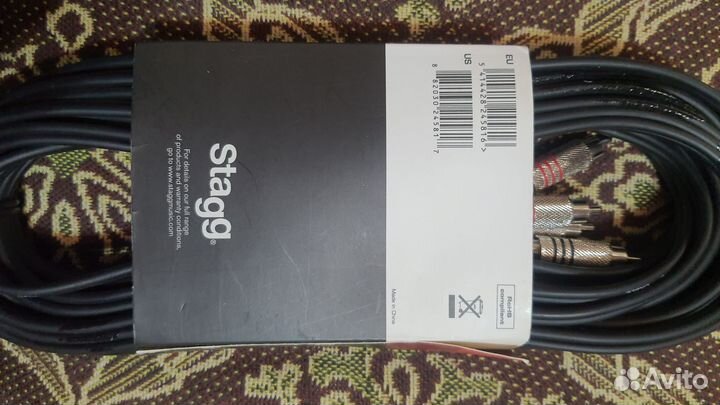 Stagg®
For details on our full range
of products and warranty conditions,
go to www.staggmusic.com
EU
5 414428 245816 >
US
8 82030 24581 7
Made in China
RoHS
compliant
Avito